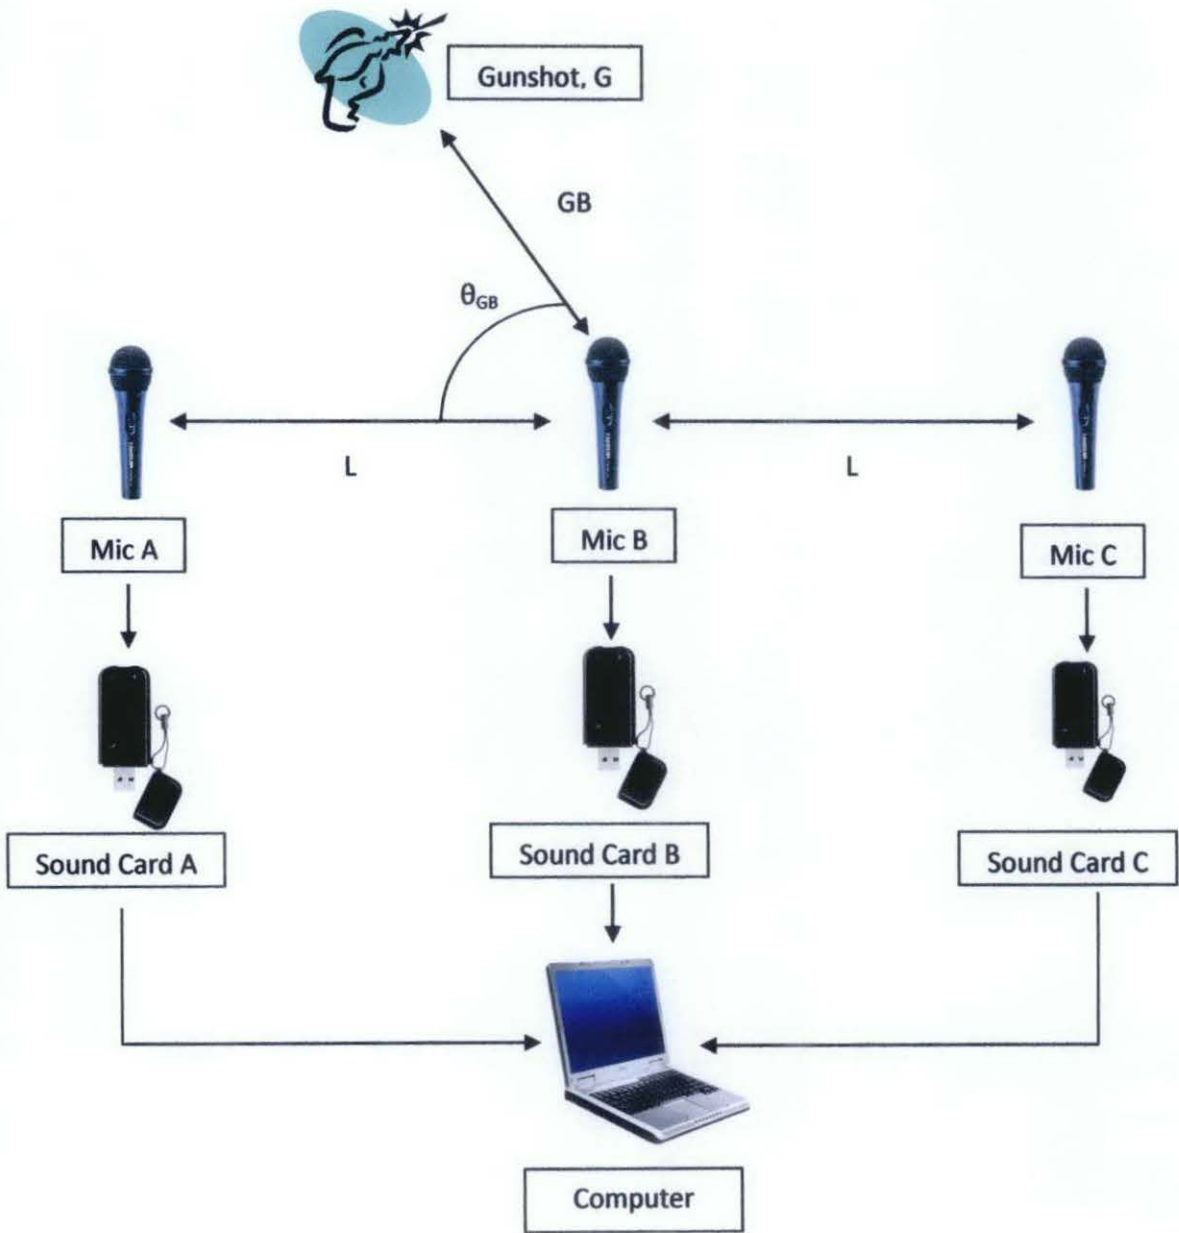 Gunshot, G
GB
θGB
L
L
Mic A
Mic B
Mic C
Sound Card A
Sound Card B
Sound Card C
Computer